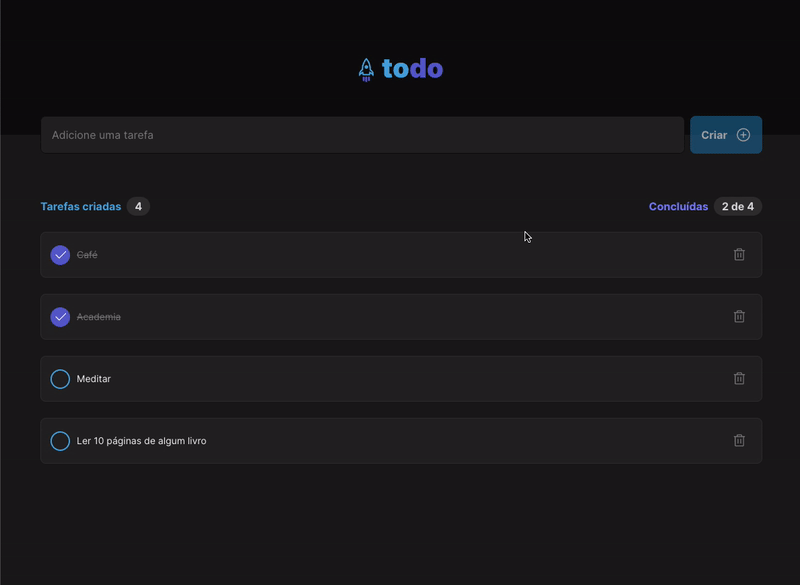 todo
Adicione uma tarefa
Criar
Tarefas criadas 4
Concluídas 2 de 4
Café
Academia
Meditar
Ler 10 páginas de algum livro